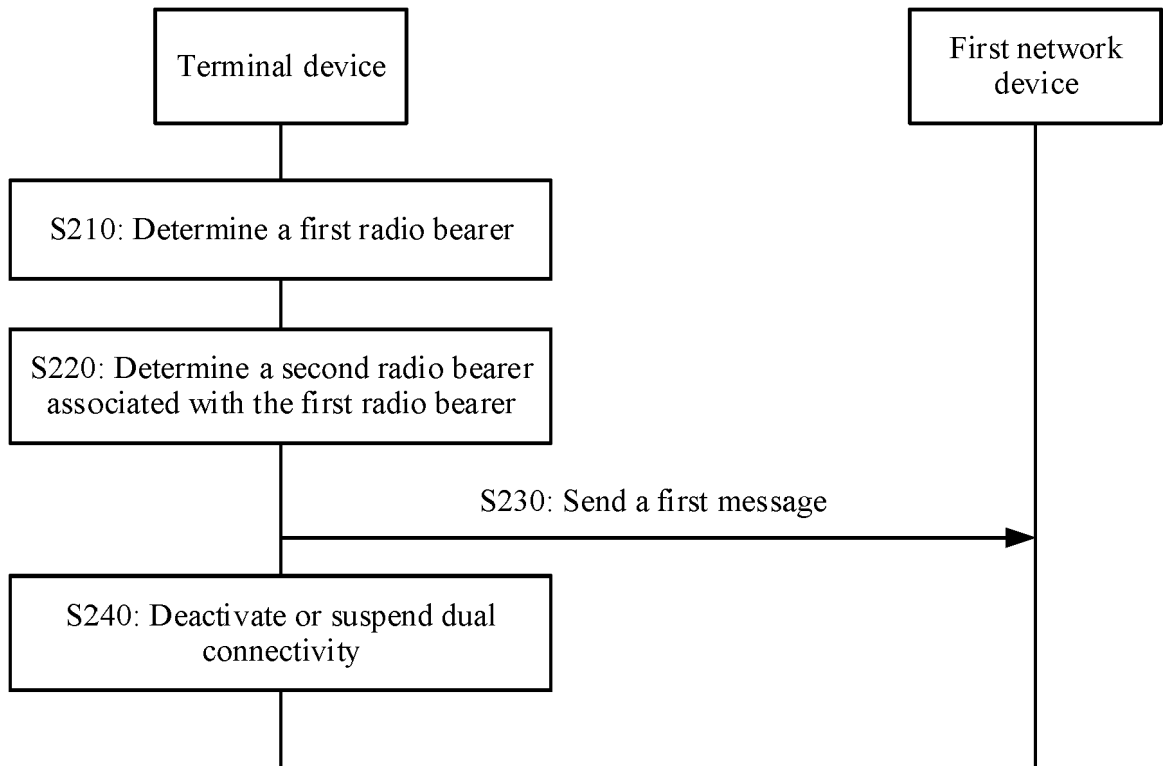 Terminal device
First network
device
S210: Determine a first radio bearer
S220: Determine a second radio bearer
associated with the first radio bearer
S230: Send a first message
S240: Deactivate or suspend dual
connectivity